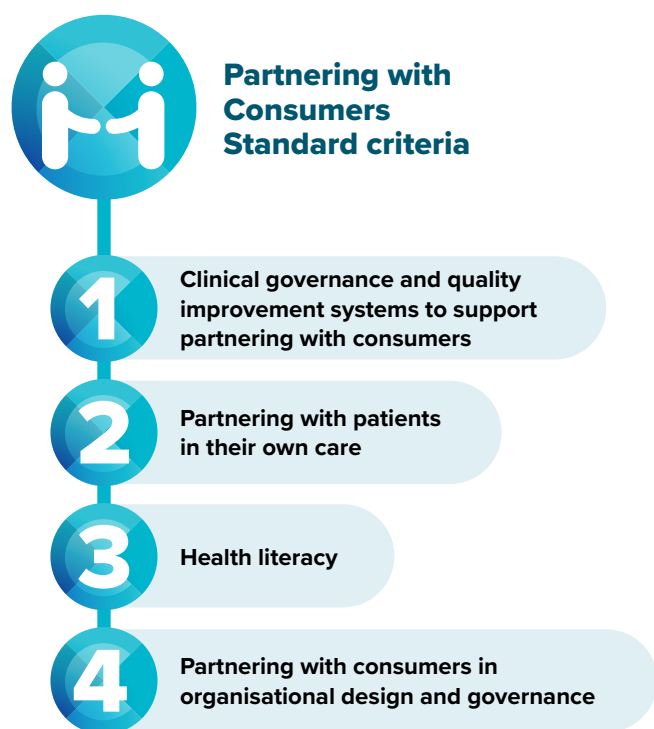 Partnering with
Consumers
Standard criteria
1
Clinical governance and quality
improvement systems to support
partnering with consumers
2
Partnering with patients
in their own care
3
Health literacy
4
Partnering with consumers in
organisational design and governance